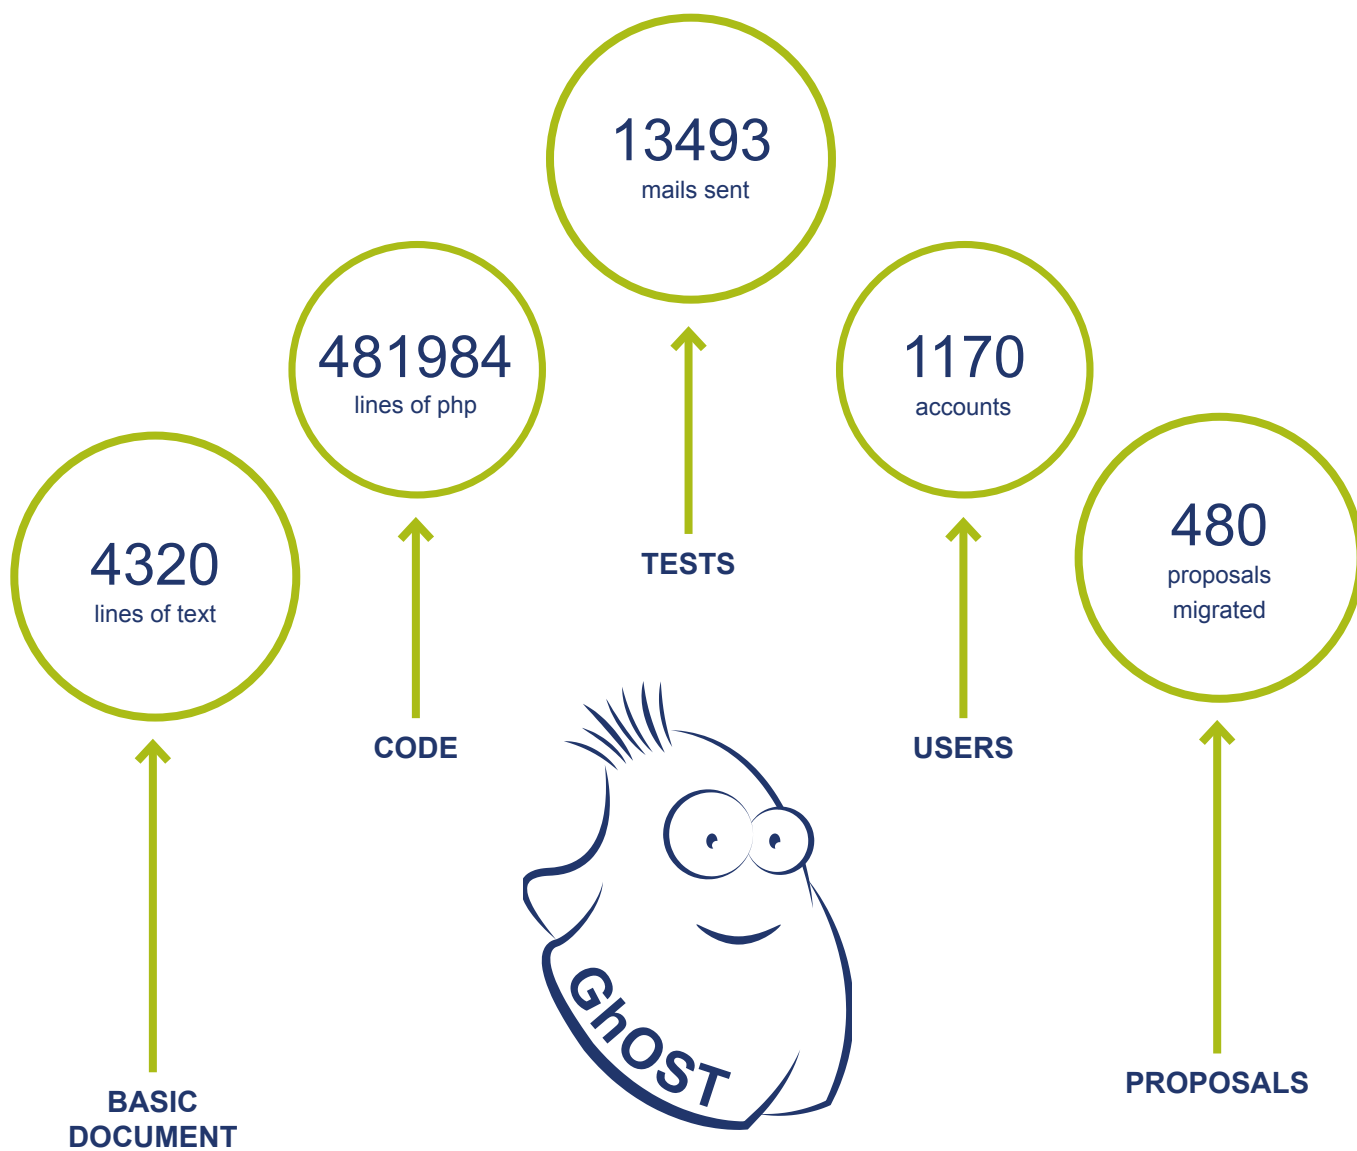 13493
mails sent
TESTS
481984
lines of php
CODE
1170
accounts
USERS
4320
lines of text
BASIC
DOCUMENT
480
proposals
migrated
PROPOSALS
GhOST